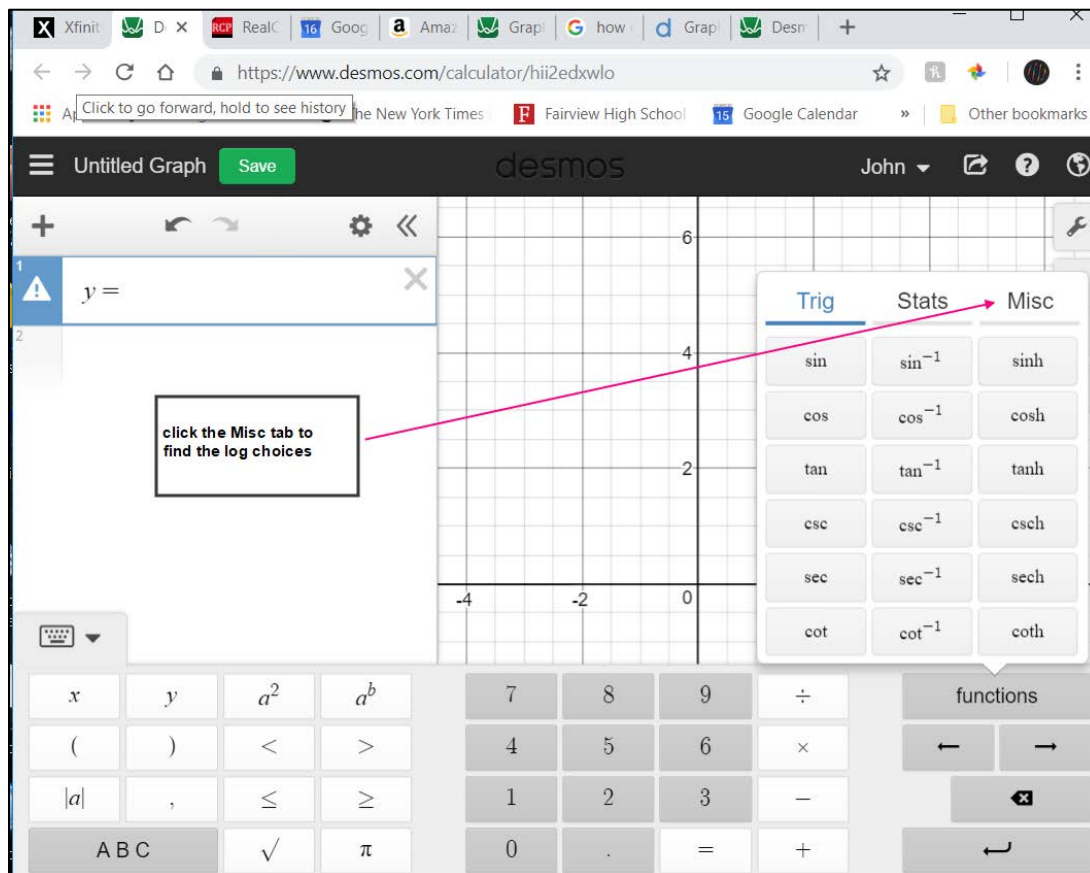 X Xfinit D RCP RealC 16 Goog a Amaz Grap G how d Grap Desm +
https://www.desmos.com/calculator/hii2edxwlo
Click to go forward, hold to see history he New York Times F Fairview High School 15 Google Calendar » Other bookmarks
Untitled Graph Save desmos John ?
+ «
1 y =
2
click the Misc tab to
find the log choices
6
4
2
-4 -2 0
Trig Stats Misc
sin sin⁻¹ sinh
cos cos⁻¹ cosh
tan tan⁻¹ tanh
csc csc⁻¹ csch
sec sec⁻¹ sech
cot cot⁻¹ coth
x y a² aᵇ 7 8 9 ÷ functions
( ) < > 4 5 6 × ← →
|a| , ≤ ≥ 1 2 3 −
A B C √ π 0 . = +